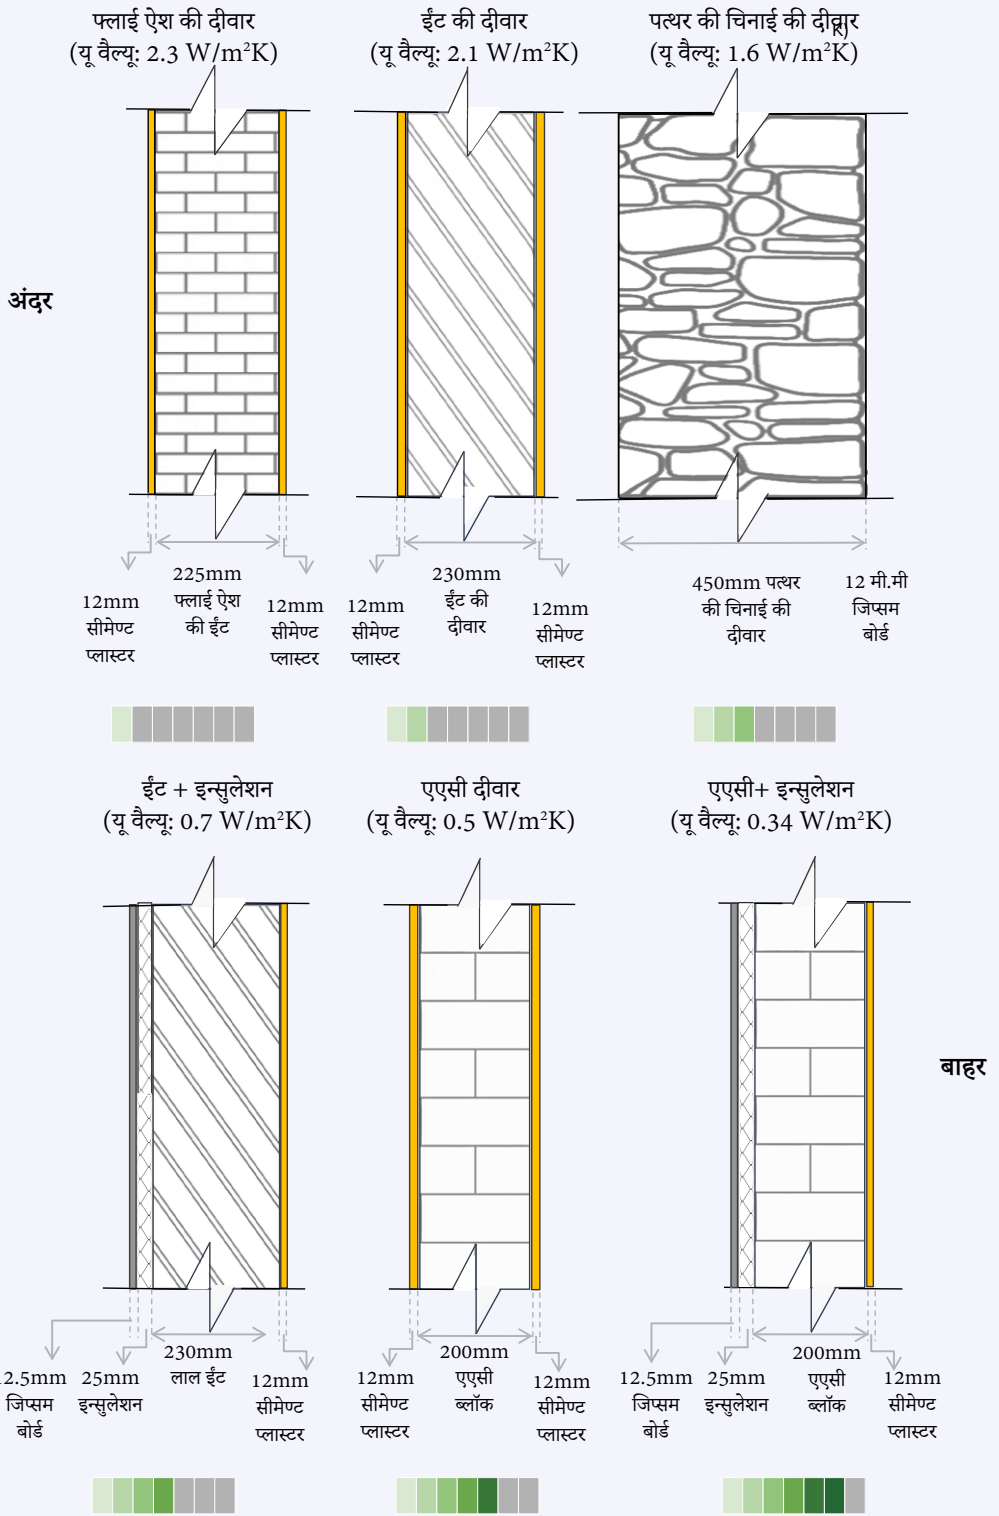 फ्लाई ऐश की दीवार
(यू वैल्यू: 2.3 W/m²K)
ईंट की दीवार
(यू वैल्यू: 2.1 W/m²K)
पत्थर की चिनाई की दीवार
K)
(यू वैल्यू: 1.6 W/m²K)
अंदर
12mm
सीमेण्ट
प्लास्टर
225mm
फ्लाई ऐश
की ईंट
12mm
सीमेण्ट
प्लास्टर
12mm
सीमेण्ट
प्लास्टर
230mm
ईंट की
दीवार
12mm
सीमेण्ट
प्लास्टर
450mm पत्थर
की चिनाई की
दीवार
12 मी.मी
जिप्सम
बोर्ड
ईंट + इन्सुलेशन
(यू वैल्यू: 0.7 W/m²K)
एएसी दीवार
(यू वैल्यू: 0.5 W/m²K)
एएसी+ इन्सुलेशन
(यू वैल्यू: 0.34 W/m²K)
बाहर
12.5mm
जिप्सम
बोर्ड
25mm
इन्सुलेशन
230mm
लाल ईंट
12mm
सीमेण्ट
प्लास्टर
12mm
सीमेण्ट
प्लास्टर
200mm
एएसी
ब्लॉक
12mm
सीमेण्ट
प्लास्टर
12.5mm
जिप्सम
बोर्ड
25mm
इन्सुलेशन
200mm
एएसी
ब्लॉक
12mm
सीमेण्ट
प्लास्टर